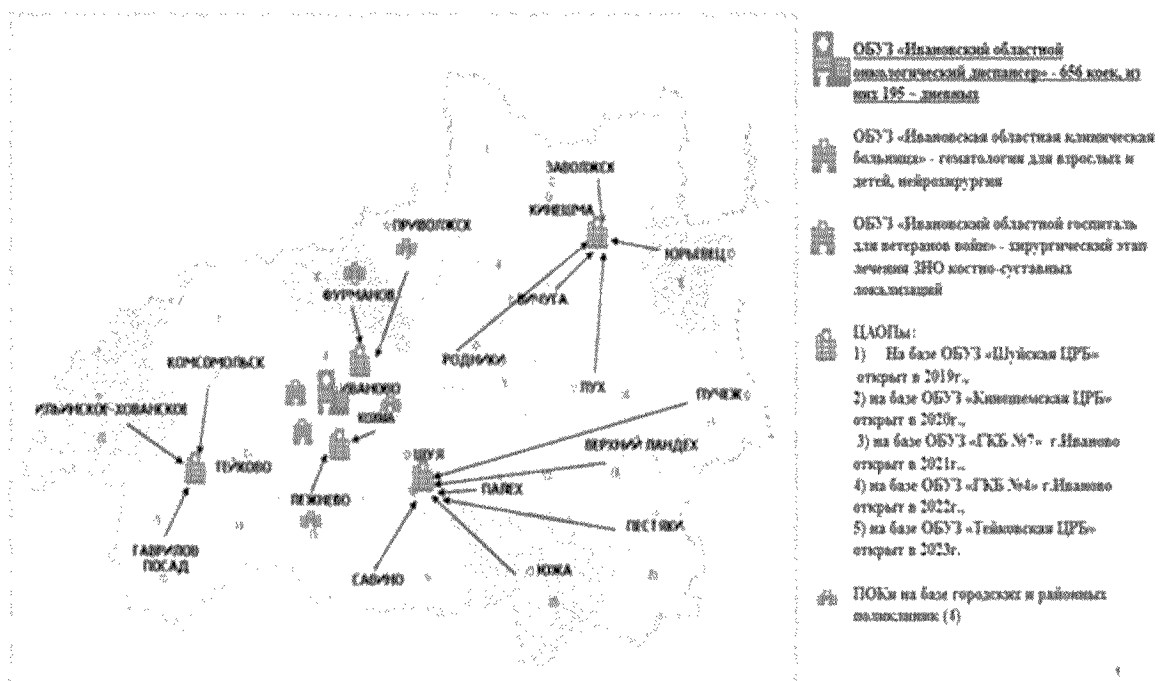 ЗАВОЛЖСК
КИНЕШМА
ПРИВОЛЖСК
ЮРЬЕВЕЦ
ФУРМАНОВ
ВИЧУГА
КОМСОМОЛЬСК
РОДНИКИ
ИВАНОВО
ЛУХ
ПУЧЕЖ
ИЛЬИНСКОЕ-ХОВАНСКОЕ
КОХМА
ВЕРХНИЙ ЛАНДЕХ
ШУЯ
ТЕЙКОВО
ПАЛЕХ
ЛЕЖНЕВО
ПЕСТЯКИ
ГАВРИЛОВ
ПОСАД
САВИНО
ЮЖА
ОБУЗ «Ивановский областной
онкологический диспансер» - 656 коек, из
них 195 – дневных
ОБУЗ «Ивановская областная клиническая
больница» - гематология для взрослых и
детей, нейрохирургия
ОБУЗ «Ивановский областной госпиталь
для ветеранов войн» - хирургический этап
лечения ЗНО костно-суставных
локализаций
ЦАОПы:
1) На базе ОБУЗ «Шуйская ЦРБ»
открыт в 2019г.,
2) на базе ОБУЗ «Кинешемская ЦРБ»
открыт в 2020г.,
3) на базе ОБУЗ «ГКБ №7» г.Иваново
открыт в 2021г.,
4) на базе ОБУЗ «ГКБ №4» г.Иваново
открыт в 2022г.,
5) на базе ОБУЗ «Тейковская ЦРБ»
открыт в 2023г.
ПОКи на базе городских и районных
поликлиник